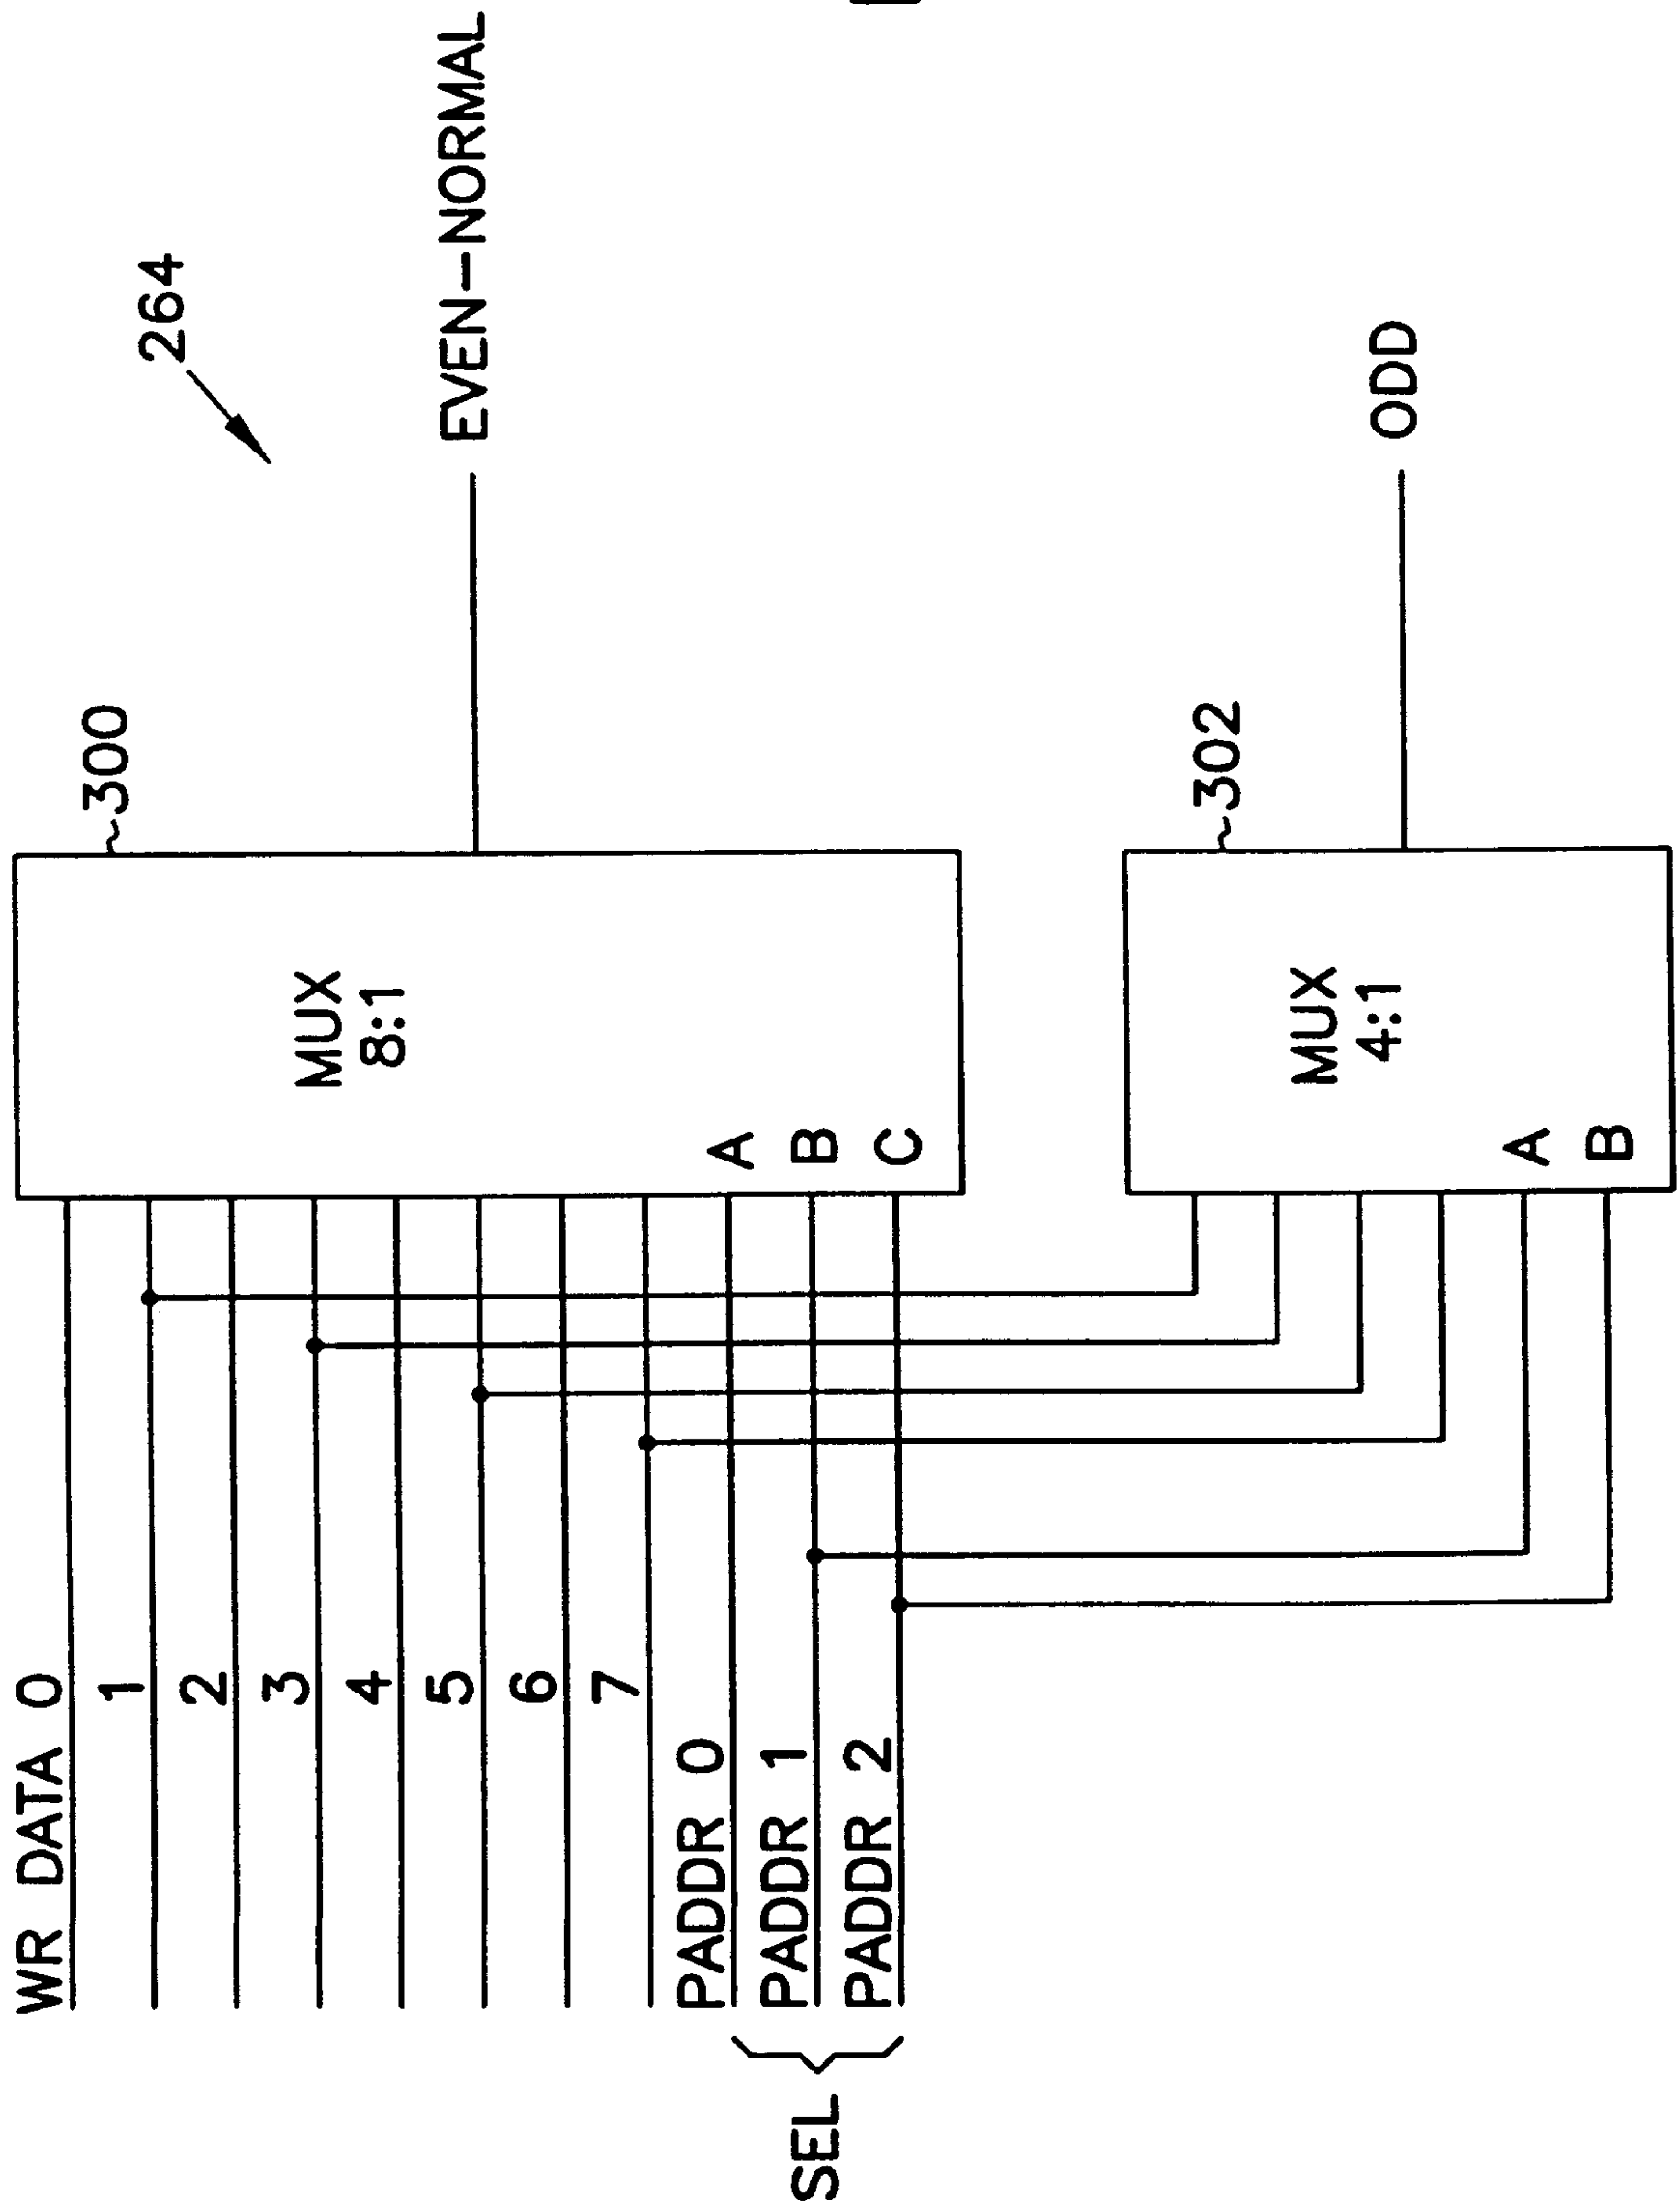 WR DATA 0
1
2
3
4
5
6
7
PADDR 0
PADDR 1
PADDR 2
SEL
MUX
8:1
A
B
C
300
264
EVEN-NORMAL
MUX
4:1
A
B
302
ODD